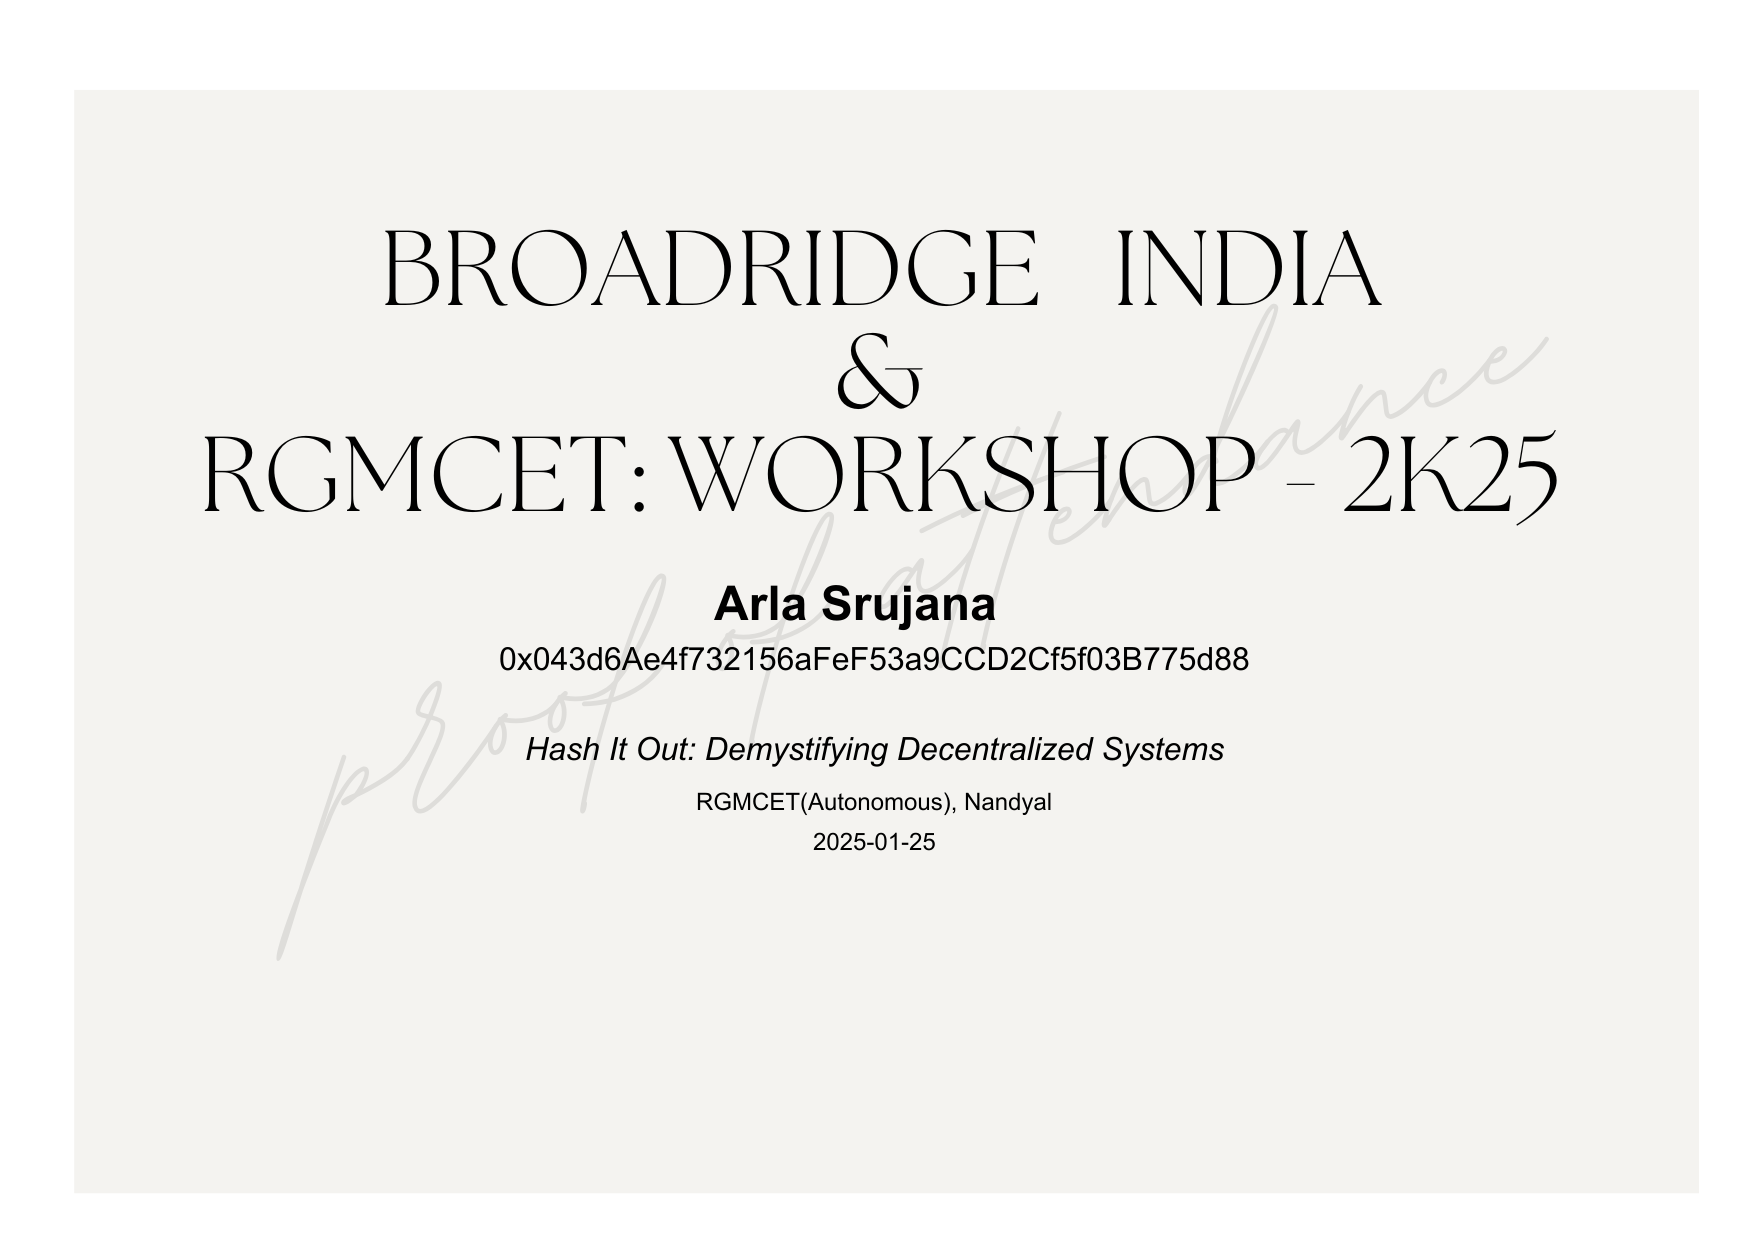 BROADRIDGE INDIA
&
RGMCET: WORKSHOP - 2K25
proof of attendance
Arla Srujana
0x043d6Ae4f732156aFeF53a9CCD2Cf5f03B775d88
Hash It Out: Demystifying Decentralized Systems
RGMCET(Autonomous), Nandyal
2025-01-25